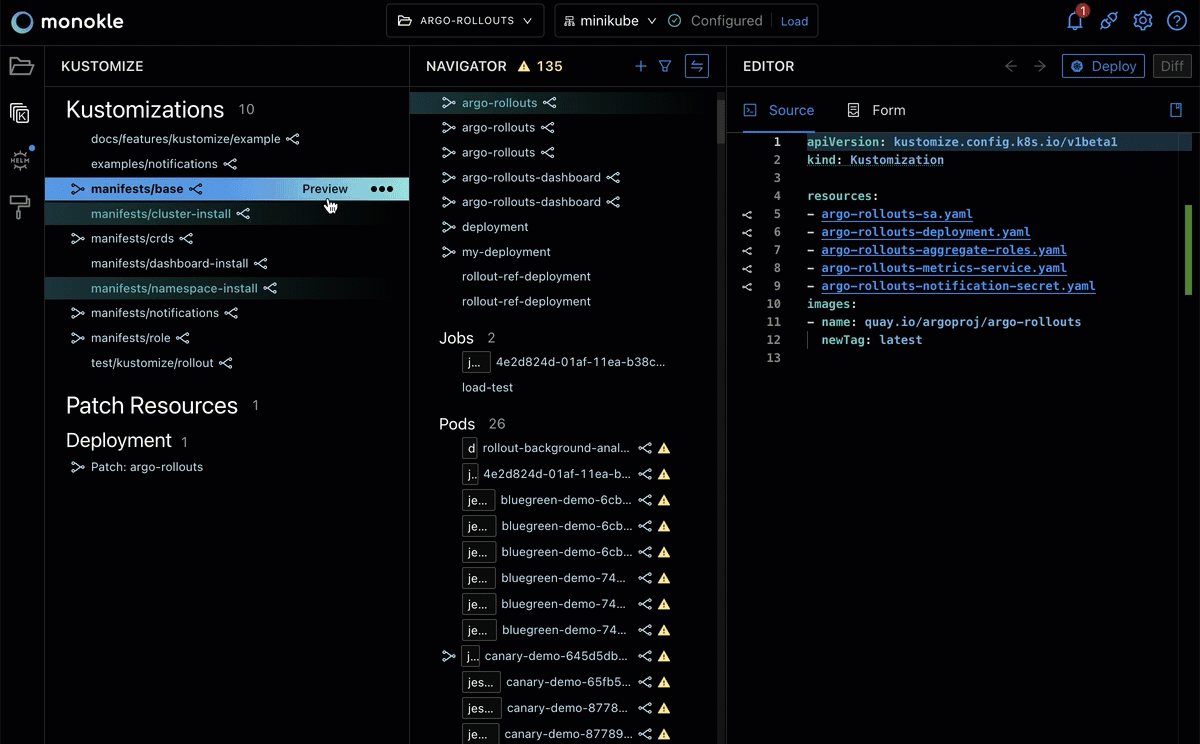 monokle
ARGO-ROLLOUTS
minikube
Configured
Load
1
KUSTOMIZE
Kustomizations 10
docs/features/kustomize/example
examples/notifications
manifests/base Preview
manifests/cluster-install
manifests/crds
manifests/dashboard-install
manifests/namespace-install
manifests/notifications
manifests/role
test/kustomize/rollout
Patch Resources 1
Deployment 1
Patch: argo-rollouts
HELM
NAVIGATOR 135
argo-rollouts
argo-rollouts
argo-rollouts
argo-rollouts-dashboard
argo-rollouts-dashboard
deployment
my-deployment
rollout-ref-deployment
rollout-ref-deployment
Jobs 2
j... 4e2d824d-01af-11ea-b38c...
load-test
Pods 26
d rollout-background-anal...
j.. 4e2d824d-01af-11ea-b...
je... bluegreen-demo-6cb...
je... bluegreen-demo-6cb...
je... bluegreen-demo-6cb...
je... bluegreen-demo-74...
je... bluegreen-demo-74...
je... bluegreen-demo-74...
j... canary-demo-645d5db...
jes... canary-demo-65fb5...
jes... canary-demo-8778...
je... canary-demo-87789...
EDITOR
Deploy
Diff
Source
Form
1 apiVersion: kustomize.config.k8s.io/v1beta1
2 kind: Kustomization
3
4 resources:
5 - argo-rollouts-sa.yaml
6 - argo-rollouts-deployment.yaml
7 - argo-rollouts-aggregate-roles.yaml
8 - argo-rollouts-metrics-service.yaml
9 - argo-rollouts-notification-secret.yaml
10 images:
11 - name: quay.io/argoproj/argo-rollouts
12 newTag: latest
13